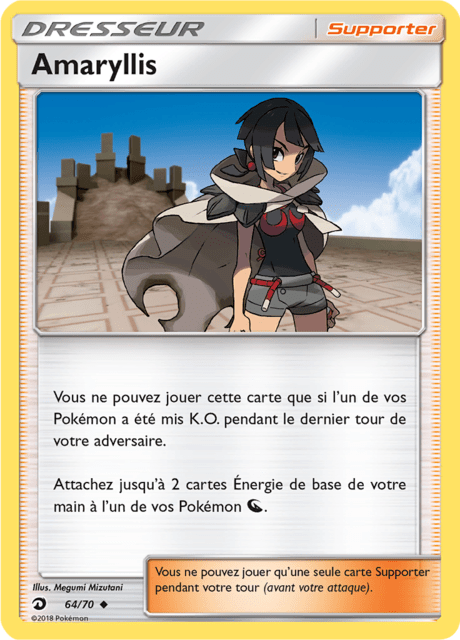 DRESSEUR Supporter
Amaryllis
Vous ne pouvez jouer cette carte que si l'un de vos
Pokémon a été mis K.O. pendant le dernier tour de
votre adversaire.
Attachez jusqu'à 2 cartes Énergie de base de votre
main à l'un de vos Pokémon .
Vous ne pouvez jouer qu'une seule carte Supporter
pendant votre tour (avant votre attaque).
Illus. Megumi Mizutani
64/70
©2018 Pokémon